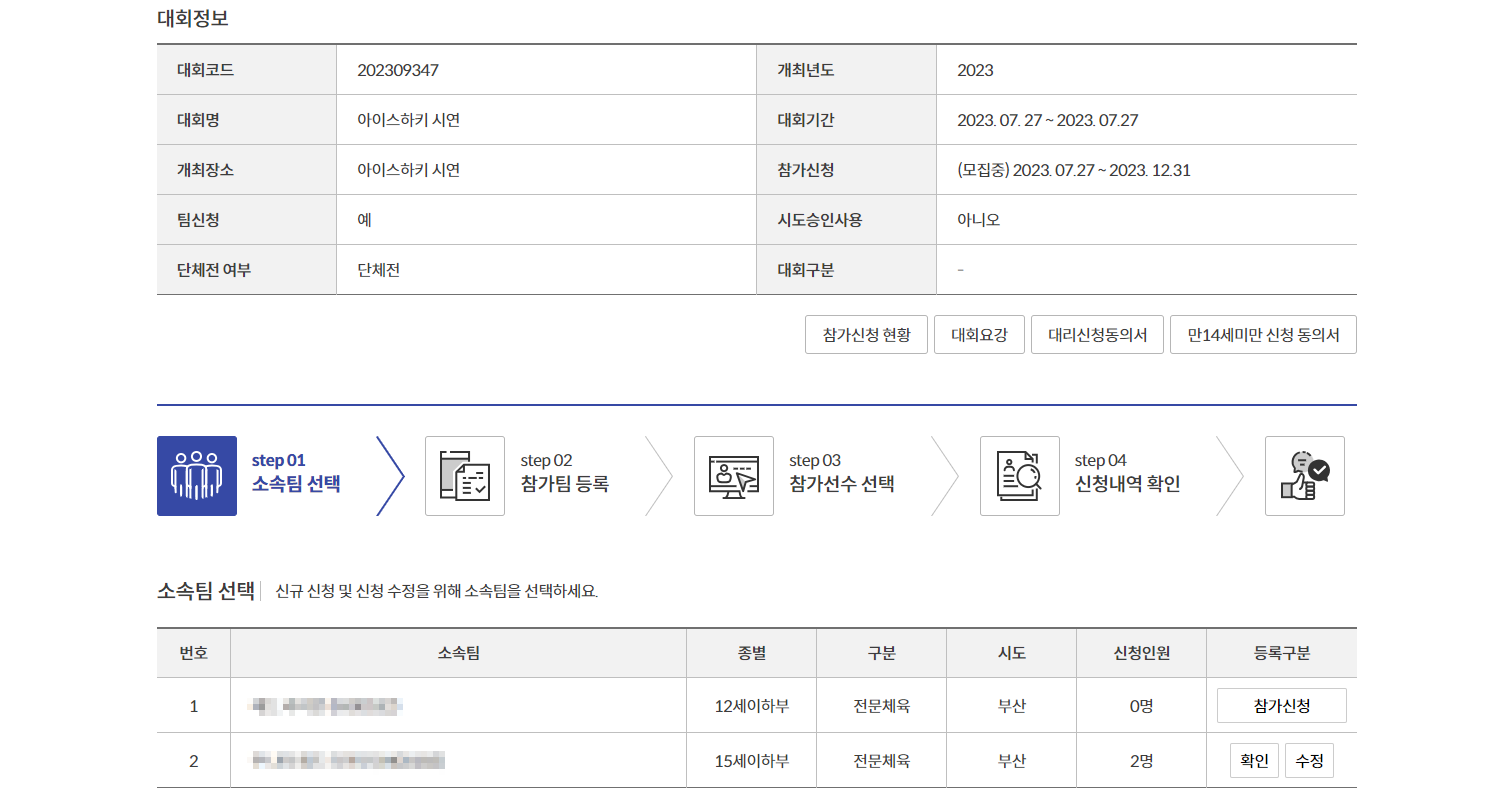 대회정보
대회코드 202309347 개최년도 2023
대회명 아이스하키 시연 대회기간 2023. 07. 27 ~ 2023. 07.27
개최장소 아이스하키 시연 참가신청 (모집중) 2023. 07.27 ~ 2023. 12.31
팀신청 예 시도승인사용 아니오
단체전 여부 단체전 대회구분 -
참가신청 현황 대회요강 대리신청동의서 만14세미만 신청 동의서
step 01 step 02 step 03 step 04
소속팀 선택 참가팀 등록 참가선수 선택 신청내역 확인
소속팀 선택 신규 신청 및 신청 수정을 위해 소속팀을 선택하세요.
번호 소속팀 종별 구분 시도 신청인원 등록구분
1 12세이하부 전문체육 부산 0명 참가신청
2 15세이하부 전문체육 부산 2명 확인 수정